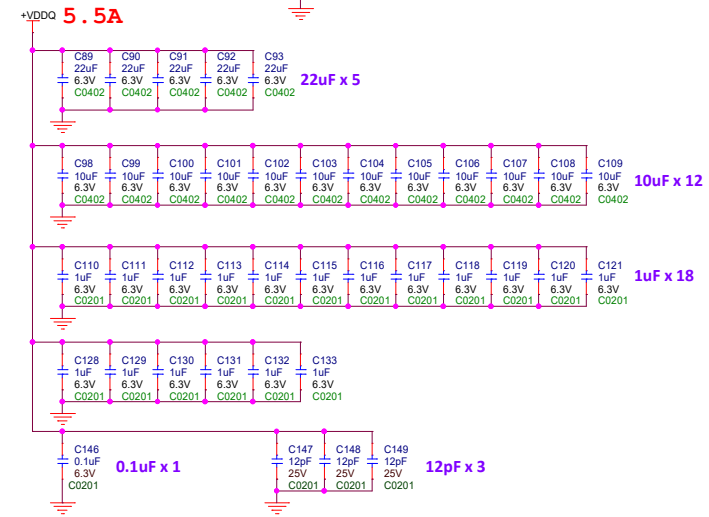 +VDDQ 5.5A
C89 C90 C91 C92 C93
22uF 22uF 22uF 22uF 22uF
6.3V 6.3V 6.3V 6.3V 6.3V 22uF x 5
C0402 C0402 C0402 C0402 C0402
C98 C99 C100 C101 C102 C103 C104 C105 C106 C107 C108 C109
10uF 10uF 10uF 10uF 10uF 10uF 10uF 10uF 10uF 10uF 10uF 10uF 10uF x 12
6.3V 6.3V 6.3V 6.3V 6.3V 6.3V 6.3V 6.3V 6.3V 6.3V 6.3V 6.3V
C0402 C0402 C0402 C0402 C0402 C0402 C0402 C0402 C0402 C0402 C0402 C0402
C110 C111 C112 C113 C114 C115 C116 C117 C118 C119 C120 C121
1uF 1uF 1uF 1uF 1uF 1uF 1uF 1uF 1uF 1uF 1uF 1uF 1uF x 18
6.3V 6.3V 6.3V 6.3V 6.3V 6.3V 6.3V 6.3V 6.3V 6.3V 6.3V 6.3V
C0201 C0201 C0201 C0201 C0201 C0201 C0201 C0201 C0201 C0201 C0201 C0201
C128 C129 C130 C131 C132 C133
1uF 1uF 1uF 1uF 1uF 1uF
6.3V 6.3V 6.3V 6.3V 6.3V 6.3V
C0201 C0201 C0201 C0201 C0201 C0201
C146 C147 C148 C149
0.1uF 12pF 12pF 12pF
6.3V 0.1uF x 1 25V 25V 25V 12pF x 3
C0201 C0201 C0201 C0201